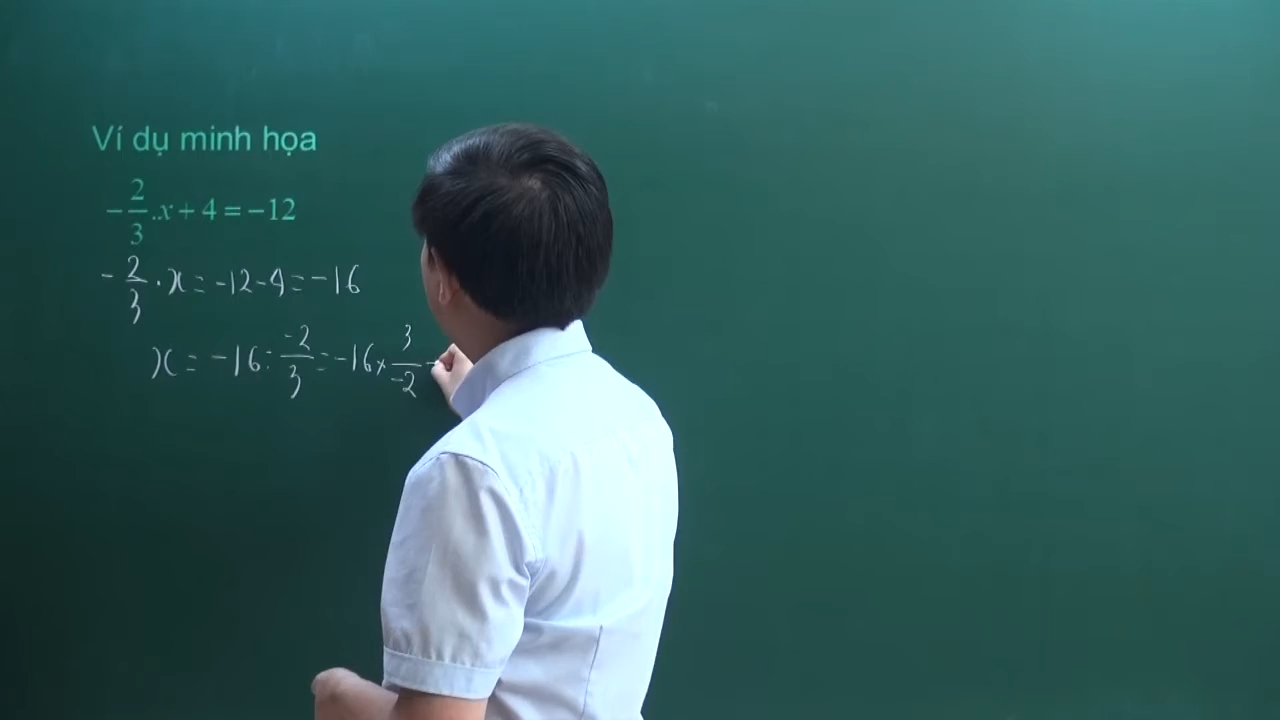 Ví dụ minh họa
-2/3 .x + 4 = -12
-2/3 . x = -12 - 4 = -16
x = -16 : -2/3 = -16 × 3/-2